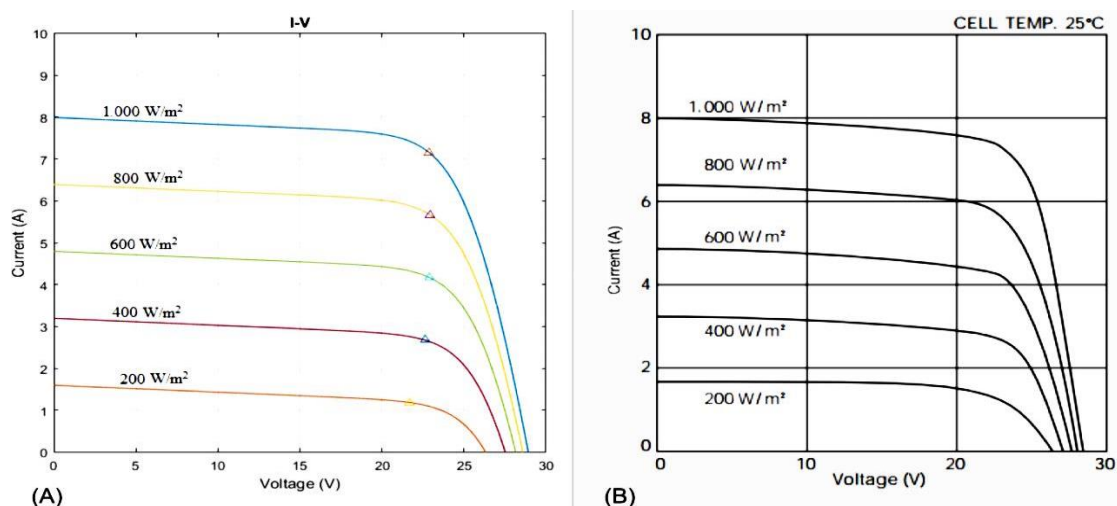 I-V
10
9
8
7
6
5
4
3
2
1
0
Current (A)
1.000 W/m²
800 W/m²
600 W/m²
400 W/m²
200 W/m²
0 5 10 15 20 25 30
Voltage (V)
(A)
CELL TEMP. 25°C
10
8
6
4
2
0
Current (A)
1.000 W/m²
800 W/m²
600 W/m²
400 W/m²
200 W/m²
0 10 20 30
Voltage (V)
(B)